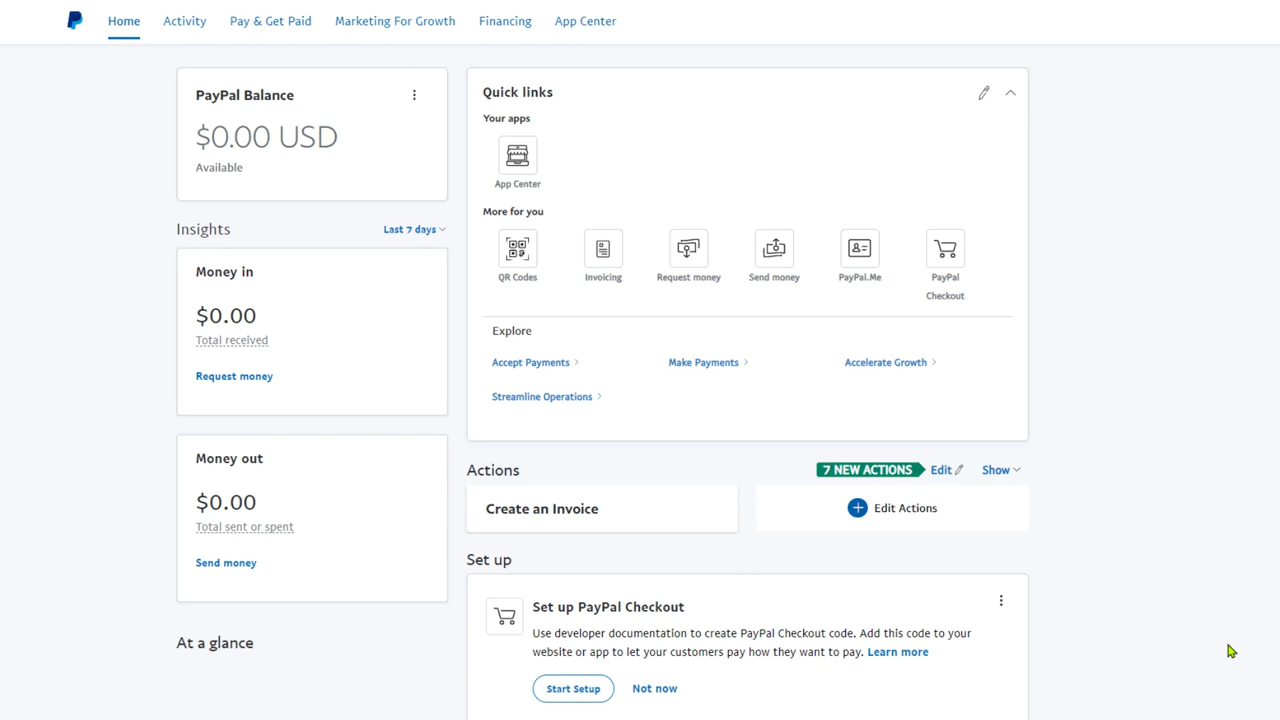 Home Activity Pay & Get Paid Marketing For Growth Financing App Center
PayPal Balance
$0.00 USD
Available
Insights
Last 7 days
Money in
$0.00
Total received
Request money
Money out
$0.00
Total sent or spent
Send money
At a glance
Quick links
Your apps
App Center
More for you
QR Codes Invoicing Request money Send money PayPal.Me PayPal
Checkout
Explore
Accept Payments Make Payments Accelerate Growth
Streamline Operations
Actions
7 NEW ACTIONS Edit Show
Create an Invoice
Edit Actions
Set up
Set up PayPal Checkout
Use developer documentation to create PayPal Checkout code. Add this code to your
website or app to let your customers pay how they want to pay. Learn more
Start Setup Not now